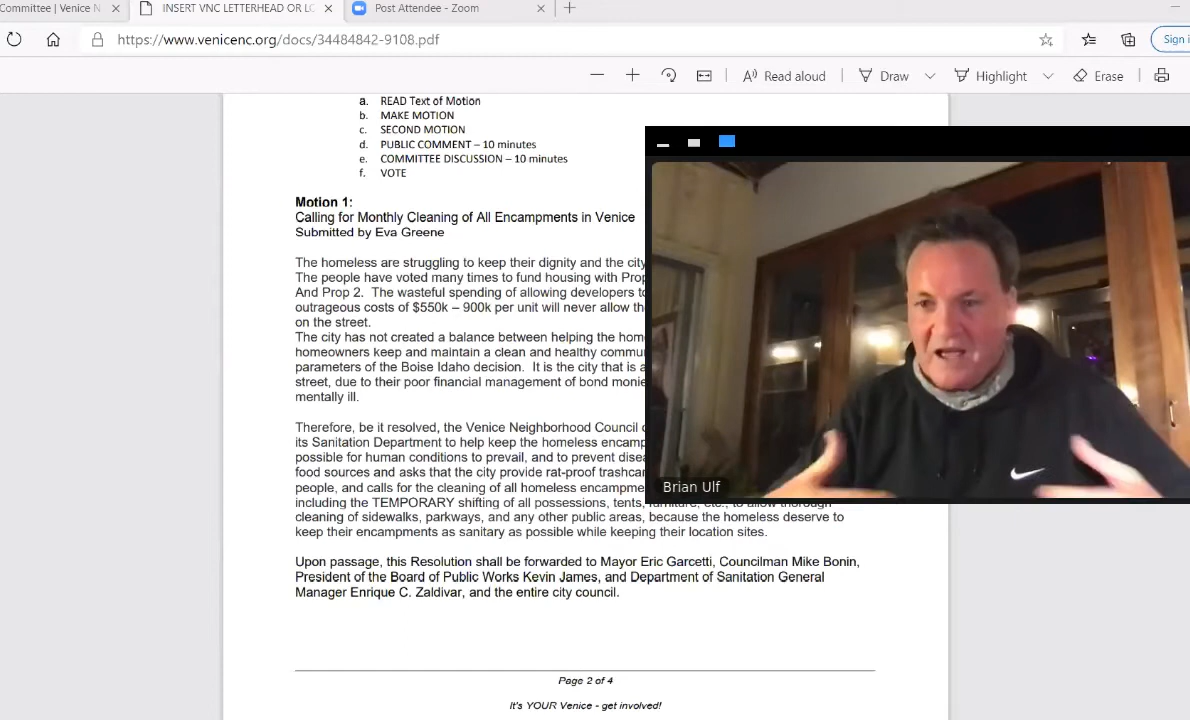 Committee | Venice N
INSERT VNC LETTERHEAD OR LO
Post Attendee - Zoom
https://www.venicenc.org/docs/34484842-9108.pdf
Sign i
Read aloud
Draw
Highlight
Erase
a. READ Text of Motion
b. MAKE MOTION
c. SECOND MOTION
d. PUBLIC COMMENT – 10 minutes
e. COMMITTEE DISCUSSION – 10 minutes
f. VOTE
Motion 1:
Calling for Monthly Cleaning of All Encampments in Venice
Submitted by Eva Greene
The homeless are struggling to keep their dignity and the city
The people have voted many times to fund housing with Prop
And Prop 2. The wasteful spending of allowing developers to
outrageous costs of $550k – 900k per unit will never allow th
on the street.
The city has not created a balance between helping the hom
homeowners keep and maintain a clean and healthy commu
parameters of the Boise Idaho decision. It is the city that is a
street, due to their poor financial management of bond monie
mentally ill.
Therefore, be it resolved, the Venice Neighborhood Council c
its Sanitation Department to help keep the homeless encamp
possible for human conditions to prevail, and to prevent disea
food sources and asks that the city provide rat-proof trashcan
people, and calls for the cleaning of all homeless encampme
including the TEMPORARY shifting of all possessions, tents, furniture, etc., to allow thorough
cleaning of sidewalks, parkways, and any other public areas, because the homeless deserve to
keep their encampments as sanitary as possible while keeping their location sites.
Upon passage, this Resolution shall be forwarded to Mayor Eric Garcetti, Councilman Mike Bonin,
President of the Board of Public Works Kevin James, and Department of Sanitation General
Manager Enrique C. Zaldivar, and the entire city council.
Page 2 of 4
It's YOUR Venice - get involved!
Brian Ulf